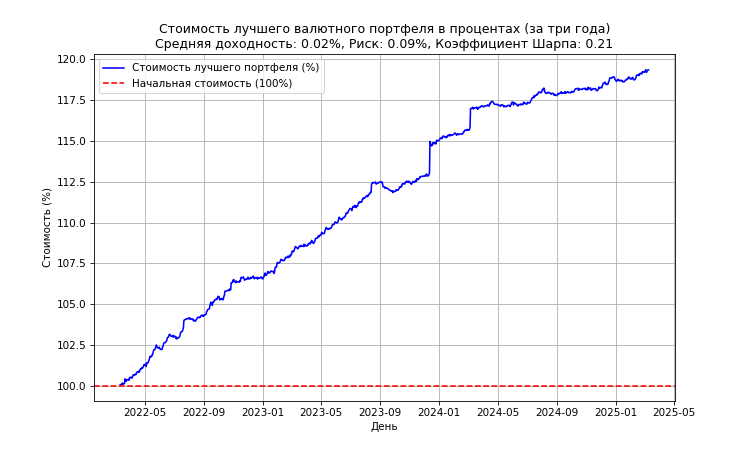 Стоимость лучшего валютного портфеля в процентах (за три года)
Средняя доходность: 0.02%, Риск: 0.09%, Коэффициент Шарпа: 0.21
Стоимость лучшего портфеля (%)
Начальная стоимость (100%)
Стоимость (%)
120.0
117.5
115.0
112.5
110.0
107.5
105.0
102.5
100.0
2022-05 2022-09 2023-01 2023-05 2023-09 2024-01 2024-05 2024-09 2025-01 2025-05
День